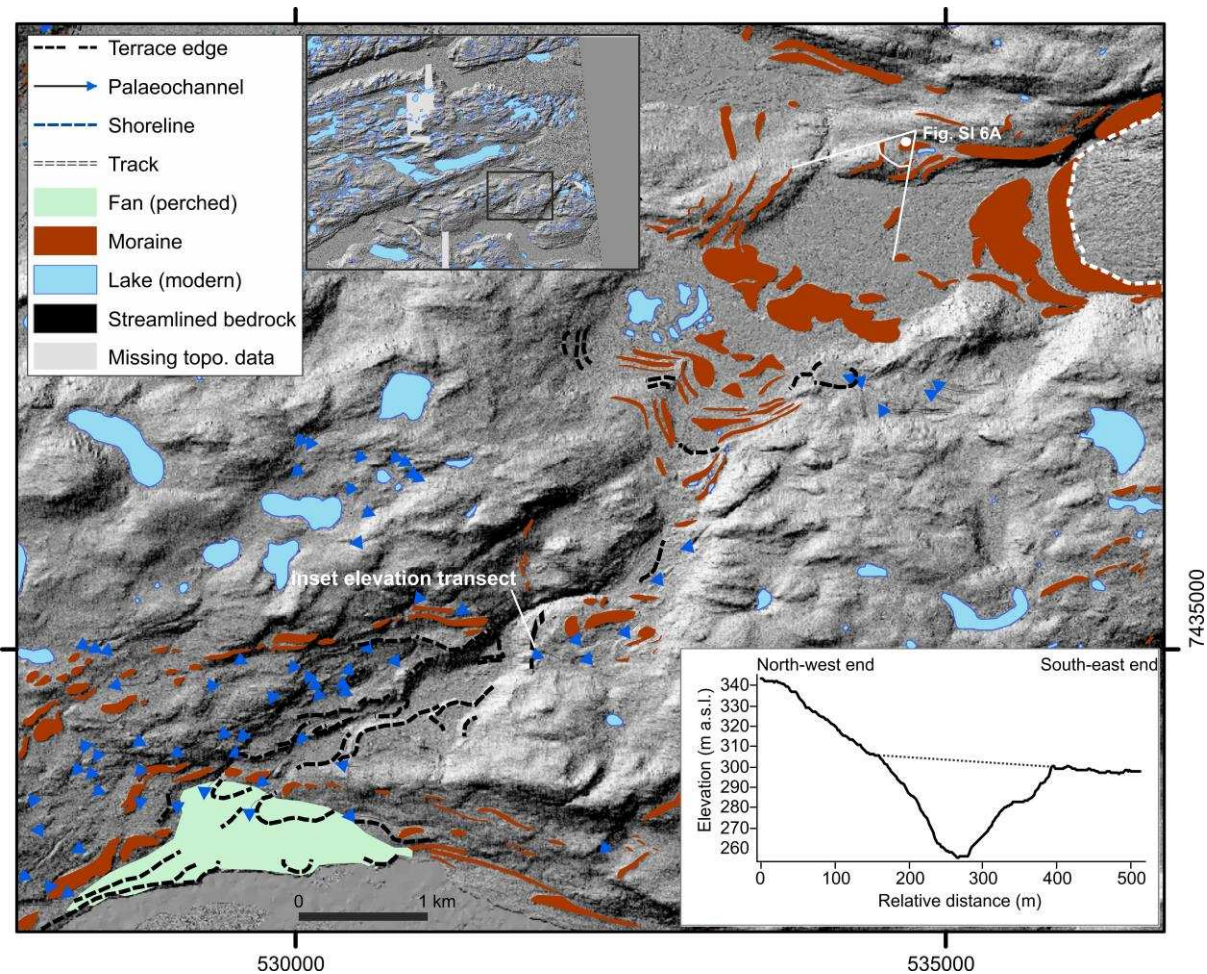 Terrace edge
Palaeochannel
Shoreline
Track
Fan (perched)
Moraine
Lake (modern)
Streamlined bedrock
Missing topo. data
Fig. SI 6A
Inset elevation transect
7435000
North-west end South-east end
Elevation (m a.s.l.)
340
330
320
310
300
290
280
270
260
0 100 200 300 400 500
Relative distance (m)
0 1 km
530000 535000